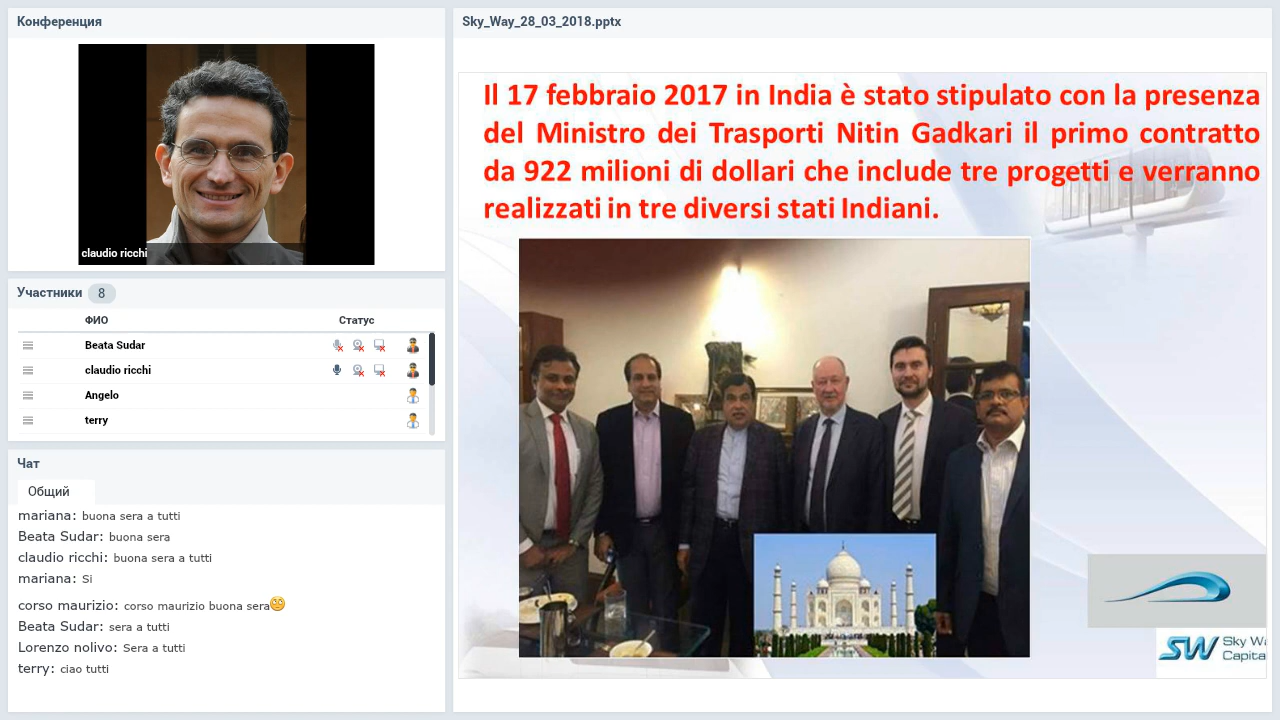 Конференция
claudio ricchi
Участники 8
ФИО Статус
Beata Sudar
claudio ricchi
Angelo
terry
Чат
Общий
mariana: buona sera a tutti
Beata Sudar: buona sera
claudio ricchi: buona sera a tutti
mariana: Si
corso maurizio: corso maurizio buona sera
Beata Sudar: sera a tutti
Lorenzo nolivo: Sera a tutti
terry: ciao tutti
Sky_Way_28_03_2018.pptx
Il 17 febbraio 2017 in India è stato stipulato con la presenza
del Ministro dei Trasporti Nitin Gadkari il primo contratto
da 922 milioni di dollari che include tre progetti e verranno
realizzati in tre diversi stati Indiani.
SW Sky Wa
Capita